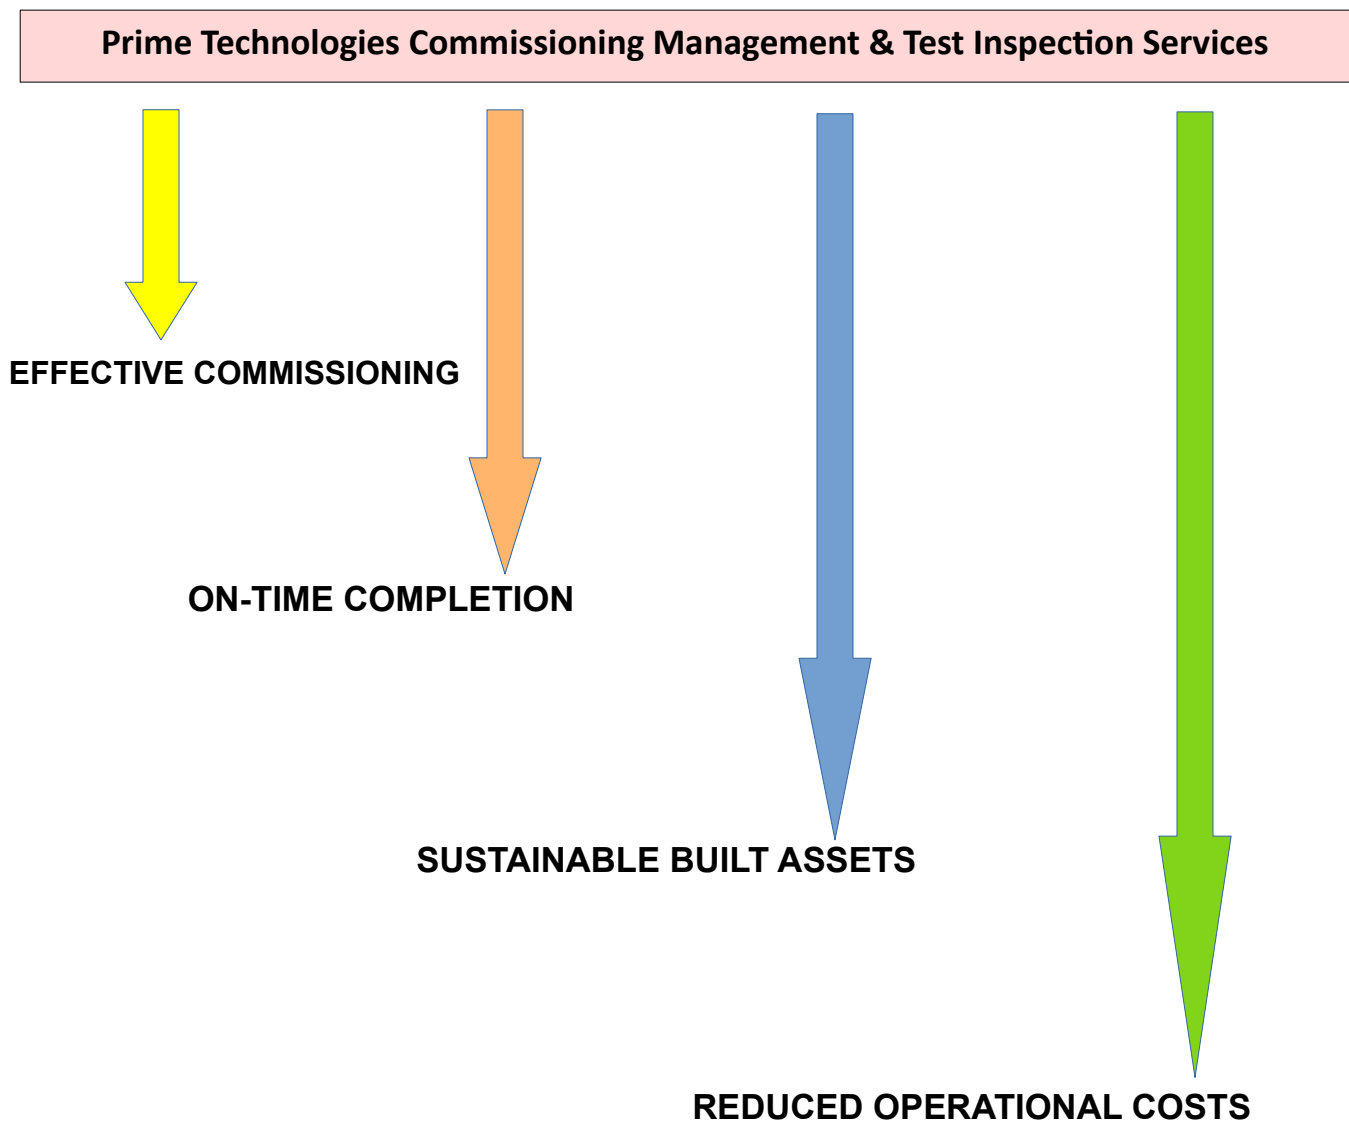 Prime Technologies Commissioning Management & Test Inspection Services
EFFECTIVE COMMISSIONING
ON-TIME COMPLETION
SUSTAINABLE BUILT ASSETS
REDUCED OPERATIONAL COSTS